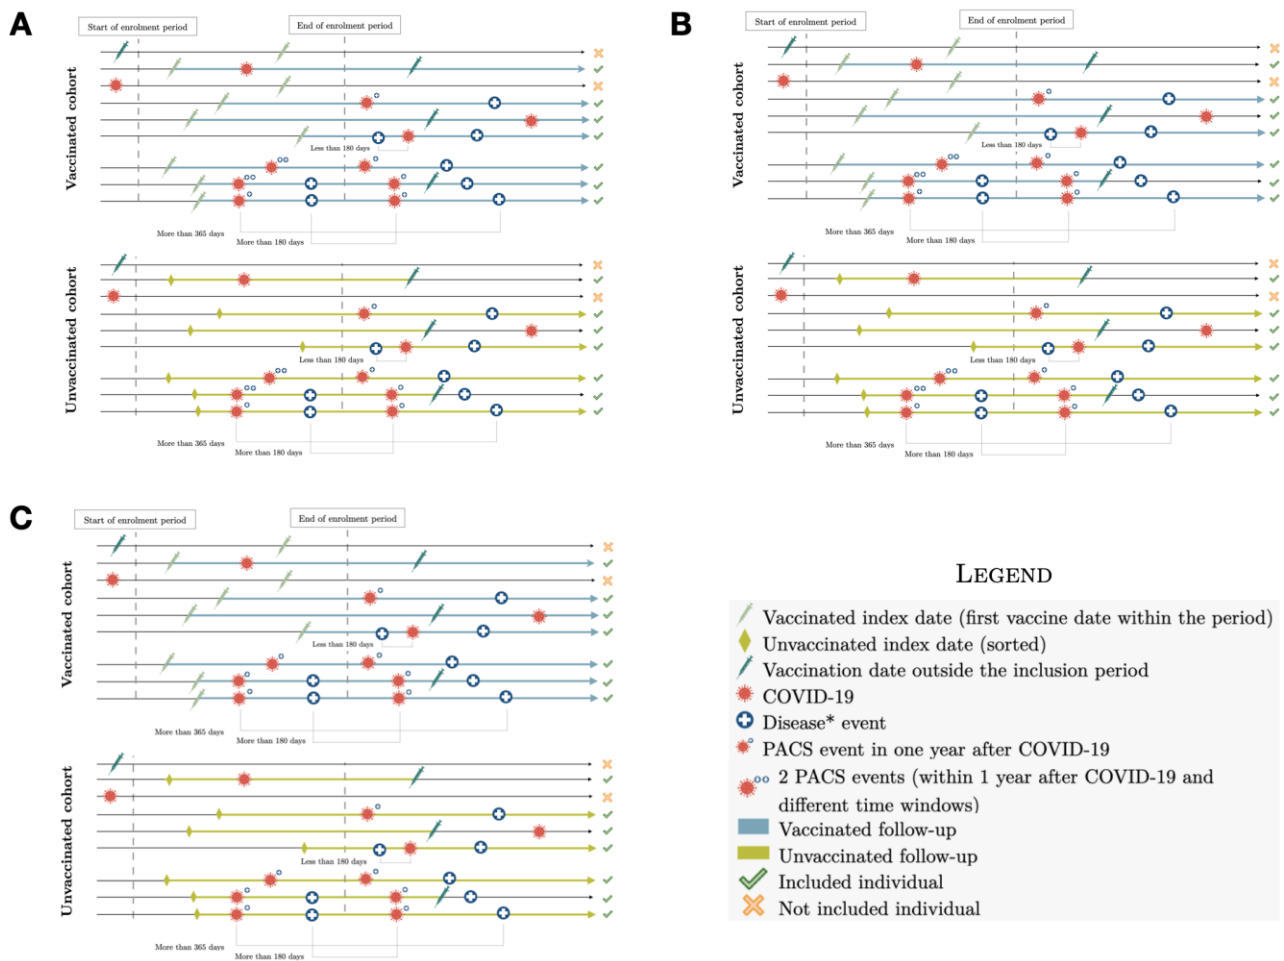 A
Start of enrolment period
End of enrolment period
Vaccinated cohort
Less than 180 days
More than 365 days
More than 180 days
Unvaccinated cohort
Less than 180 days
More than 365 days
More than 180 days
B
Start of enrolment period
End of enrolment period
Vaccinated cohort
Less than 180 days
More than 365 days
More than 180 days
Unvaccinated cohort
Less than 180 days
More than 365 days
More than 180 days
C
Start of enrolment period
End of enrolment period
Vaccinated cohort
Less than 180 days
More than 365 days
More than 180 days
Unvaccinated cohort
Less than 180 days
More than 365 days
More than 180 days
LEGEND
Vaccinated index date (first vaccine date within the period)
Unvaccinated index date (sorted)
Vaccination date outside the inclusion period
COVID-19
Disease* event
PACS event in one year after COVID-19
2 PACS events (within 1 year after COVID-19 and
different time windows)
Vaccinated follow-up
Unvaccinated follow-up
Included individual
Not included individual